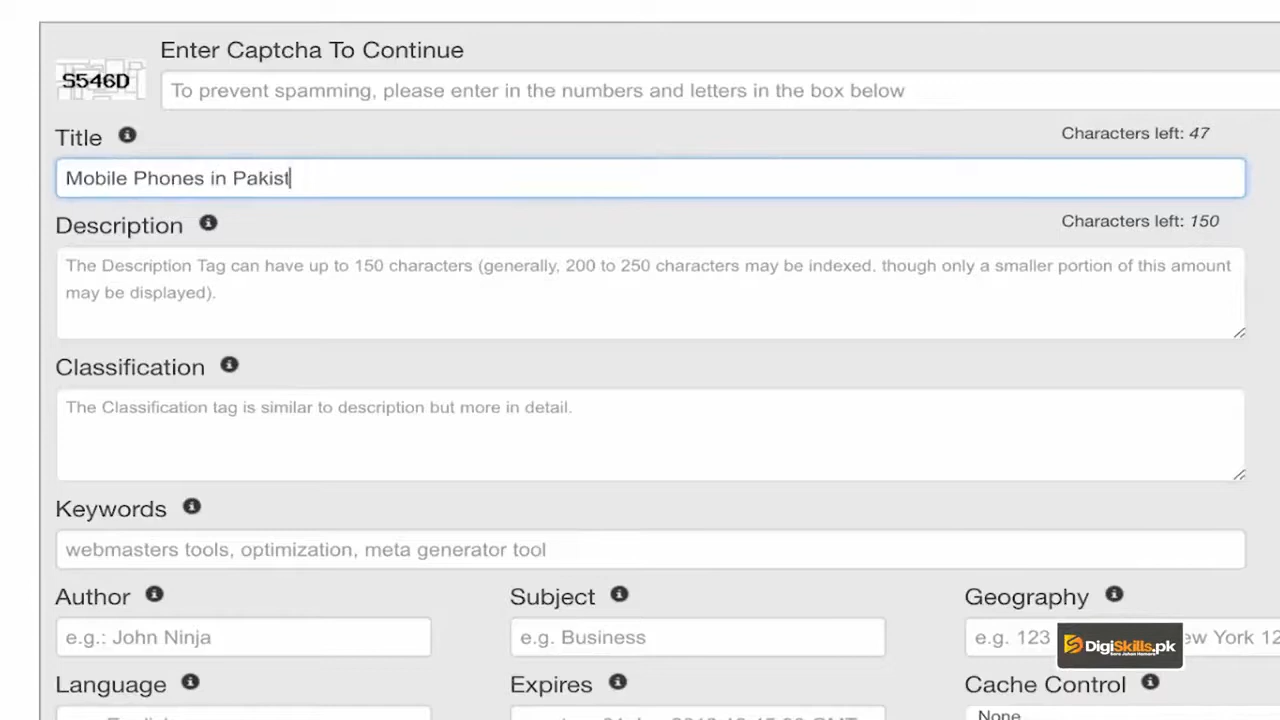 Enter Captcha To Continue
S546D
To prevent spamming, please enter in the numbers and letters in the box below
Title
Characters left: 47
Mobile Phones in Pakist
Description
Characters left: 150
The Description Tag can have up to 150 characters (generally, 200 to 250 characters may be indexed. though only a smaller portion of this amount
may be displayed).
Classification
The Classification tag is similar to description but more in detail.
Keywords
webmasters tools, optimization, meta generator tool
Author Subject Geography
e.g.: John Ninja e.g. Business e.g. 123 ew York 12
DigiSkills.pk
Language Expires Cache Control
None